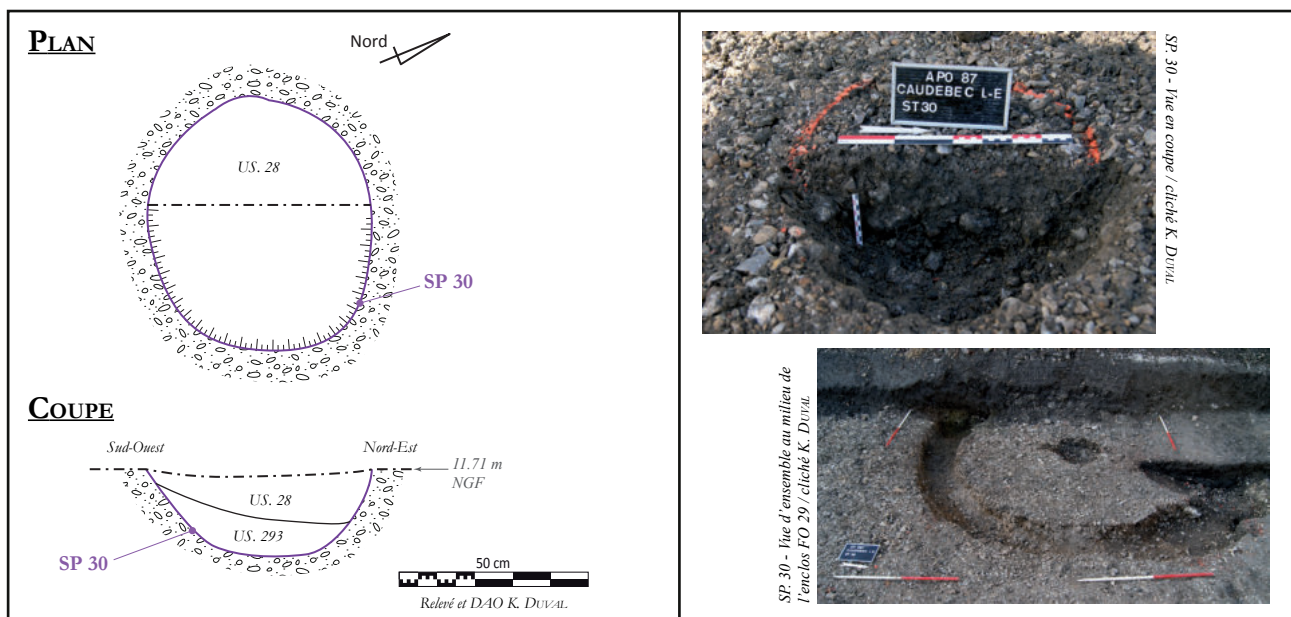 PLAN
Nord
US. 28
SP 30
COUPE
Sud-Ouest
Nord-Est
11.71 m
NGF
US. 28
US. 293
SP 30
50 cm
Relevé et DAO K. DUVAL
APO 87
CAUDEBEC L-E
ST30
SP. 30 - Vue en coupe / cliché K. DUVAL
SP. 30 - Vue d'ensemble au milieu de
l'enclos FO 29 / cliché K. DUVAL